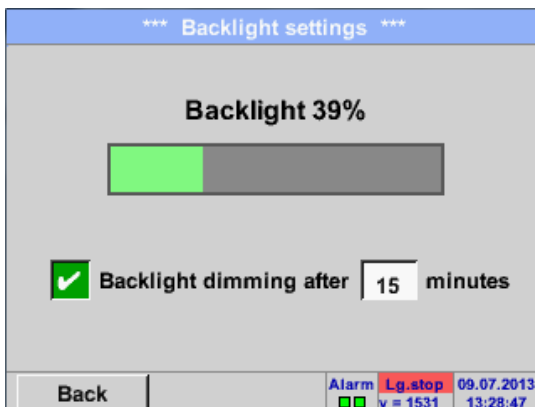 *** Backlight settings ***
Backlight 39%
Backlight dimming after 15 minutes
Back
Alarm Lg.stop 09.07.2013
v = 1531 13:28:47